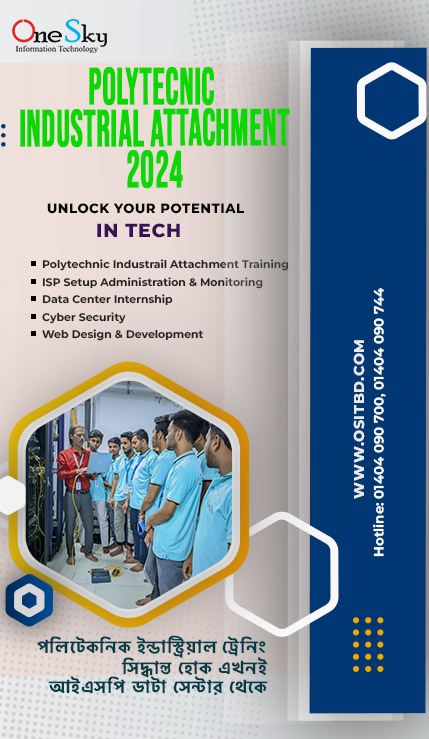 One Sky
Information Technology
POLYTECNIC
INDUSTRIAL ATTACHMENT
2024
UNLOCK YOUR POTENTIAL
IN TECH
Polytechnic Industrail Attachment Training
ISP Setup Administration & Monitoring
Data Center Internship
Cyber Security
Web Design & Development
WWW.OSITBD.COM
Hotline: 01404 090 700, 01404 090 744
পলিটেকনিক ইন্ডাস্ট্রিয়াল ট্রেনিং
সিদ্ধান্ত হোক এখনই
আইএসপি ডাটা সেন্টার থেকে